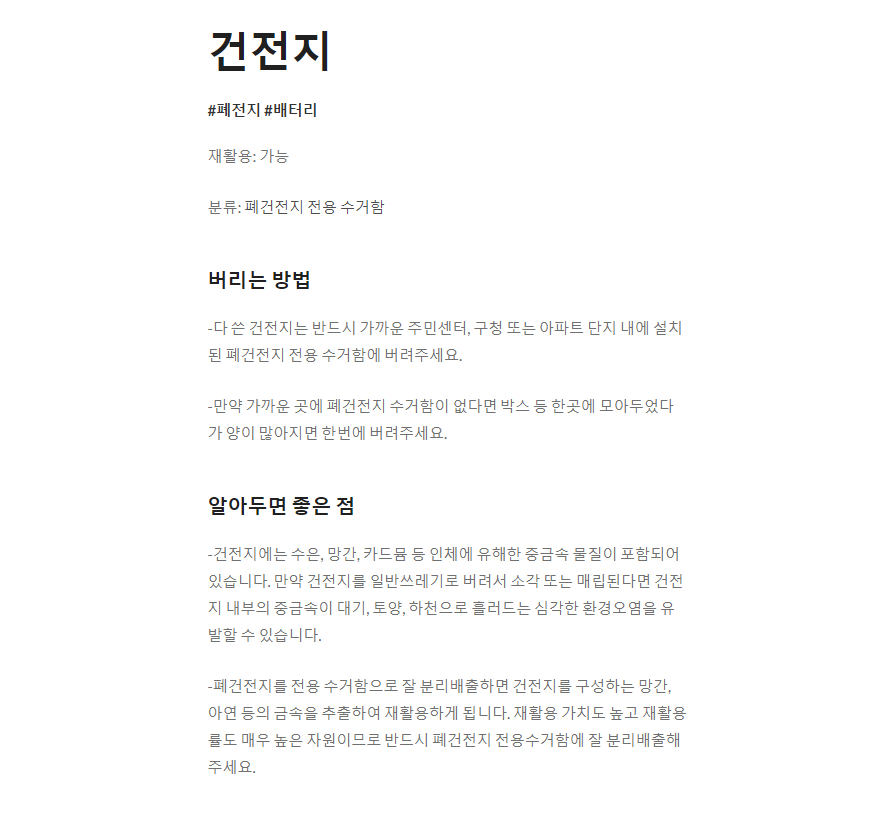 건전지
#폐전지 #배터리
재활용: 가능
분류: 폐건전지 전용 수거함
버리는 방법
-다 쓴 건전지는 반드시 가까운 주민센터, 구청 또는 아파트 단지 내에 설치
된 폐건전지 전용 수거함에 버려주세요.
-만약 가까운 곳에 폐건전지 수거함이 없다면 박스 등 한곳에 모아두었다
가 양이 많아지면 한번에 버려주세요.
알아두면 좋은 점
-건전지에는 수은, 망간, 카드뮴 등 인체에 유해한 중금속 물질이 포함되어
있습니다. 만약 건전지를 일반쓰레기로 버려서 소각 또는 매립된다면 건전
지 내부의 중금속이 대기, 토양, 하천으로 흘러드는 심각한 환경오염을 유
발할 수 있습니다.
-폐건전지를 전용 수거함으로 잘 분리배출하면 건전지를 구성하는 망간,
아연 등의 금속을 추출하여 재활용하게 됩니다. 재활용 가치도 높고 재활용
률도 매우 높은 자원이므로 반드시 폐건전지 전용수거함에 잘 분리배출해
주세요.